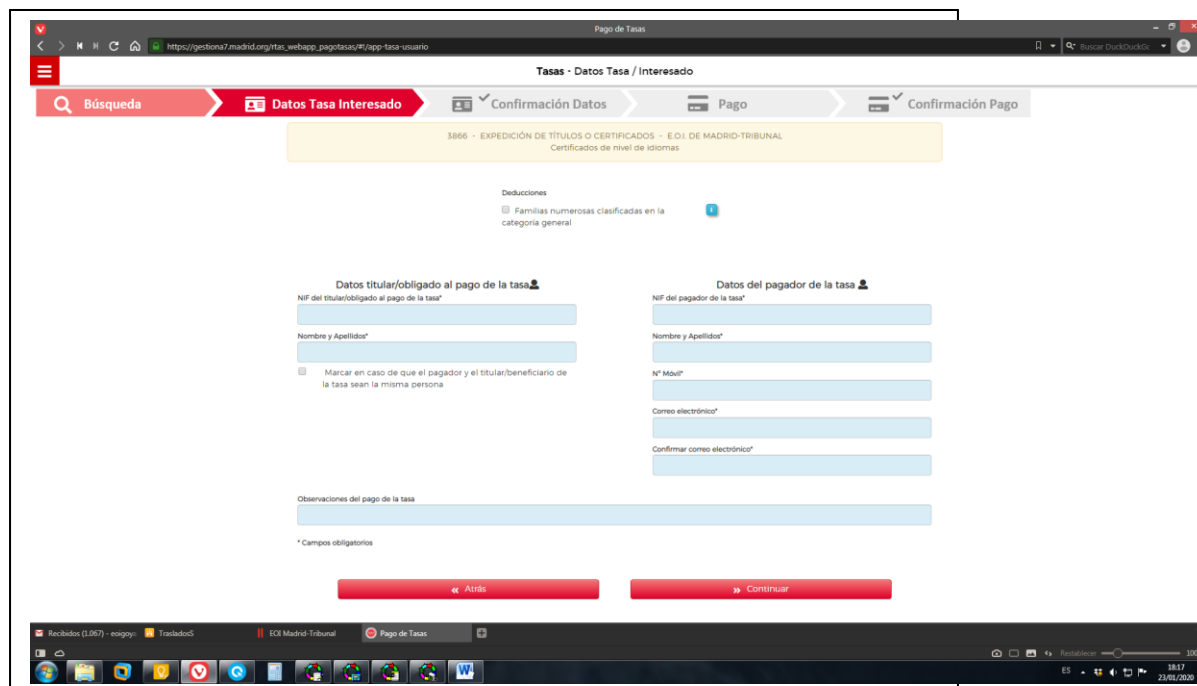 Pago de Tasas
https://gestiona7.madrid.org/rtas_webapp_pagotasas/#!/app-tasa-usuario
Buscar DuckDuckGc
Tasas - Datos Tasa / Interesado
Búsqueda
Datos Tasa Interesado
Confirmación Datos
Pago
Confirmación Pago
3866 - EXPEDICIÓN DE TÍTULOS O CERTIFICADOS - E.O.I. DE MADRID-TRIBUNAL
Certificados de nivel de idiomas
Deducciones
Familias numerosas clasificadas en la
categoría general
Datos titular/obligado al pago de la tasa
NIF del titular/obligado al pago de la tasa*
Nombre y Apellidos*
Marcar en caso de que el pagador y el titular/beneficiario de
la tasa sean la misma persona
Datos del pagador de la tasa
NIF del pagador de la tasa*
Nombre y Apellidos*
Nº Móvil*
Correo electrónico*
Confirmar correo electrónico*
Observaciones del pago de la tasa
* Campos obligatorios
Atrás
Continuar
Recibidos (1.067) - eoigoy
TrasladosS
EOI Madrid-Tribunal
Pago de Tasas
Restablecer
100
ES
18:17
23/01/2020